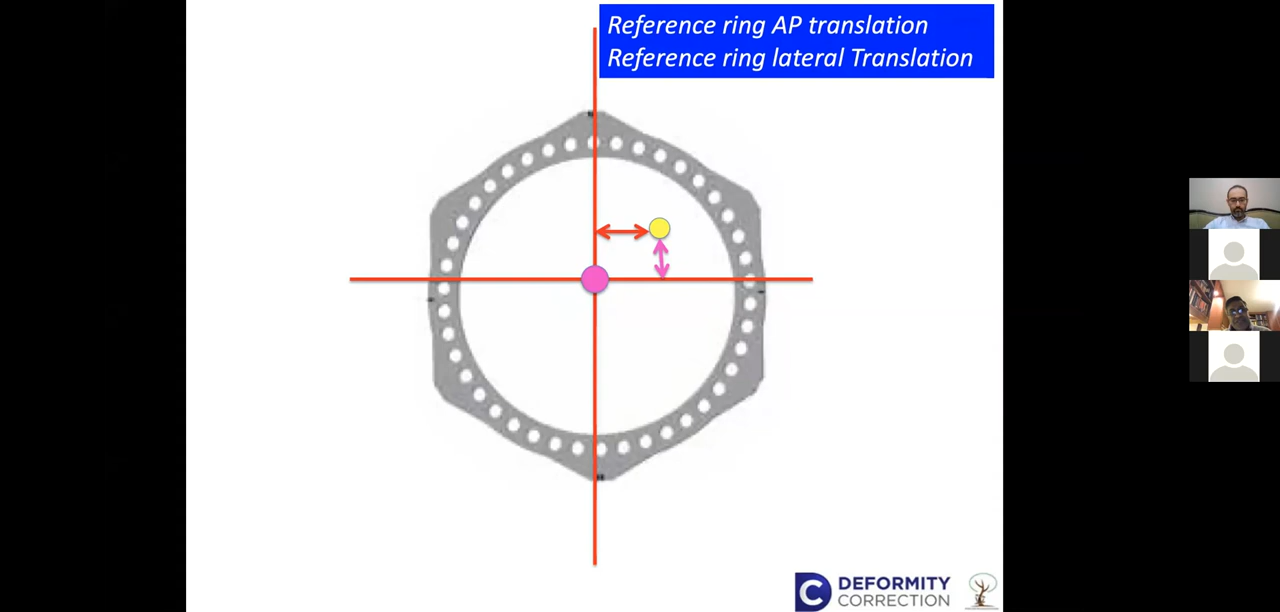 Reference ring AP translation
Reference ring lateral Translation
DEFORMITY
CORRECTION